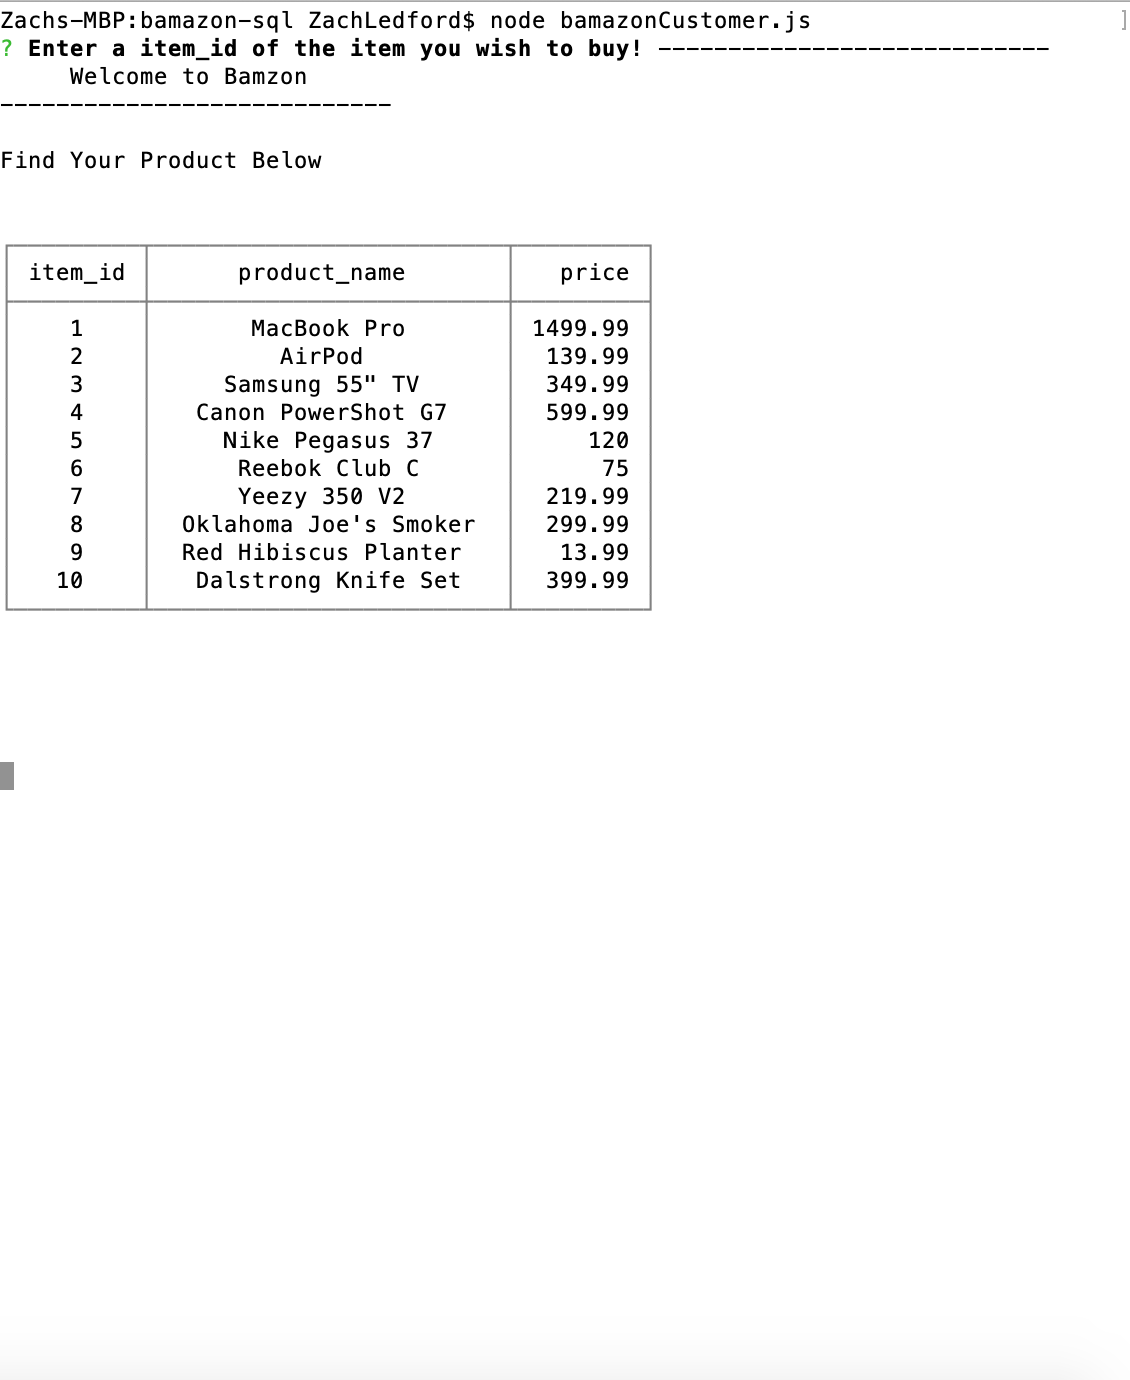 Zachs-MBP:bamazon-sql ZachLedford$ node bamazonCustomer.js ]
? Enter a item_id of the item you wish to buy! ----------------------------
Welcome to Bamzon
----------------------------
Find Your Product Below
item_id product_name price
1 MacBook Pro 1499.99
2 AirPod 139.99
3 Samsung 55" TV 349.99
4 Canon PowerShot G7 599.99
5 Nike Pegasus 37 120
6 Reebok Club C 75
7 Yeezy 350 V2 219.99
8 Oklahoma Joe's Smoker 299.99
9 Red Hibiscus Planter 13.99
10 Dalstrong Knife Set 399.99